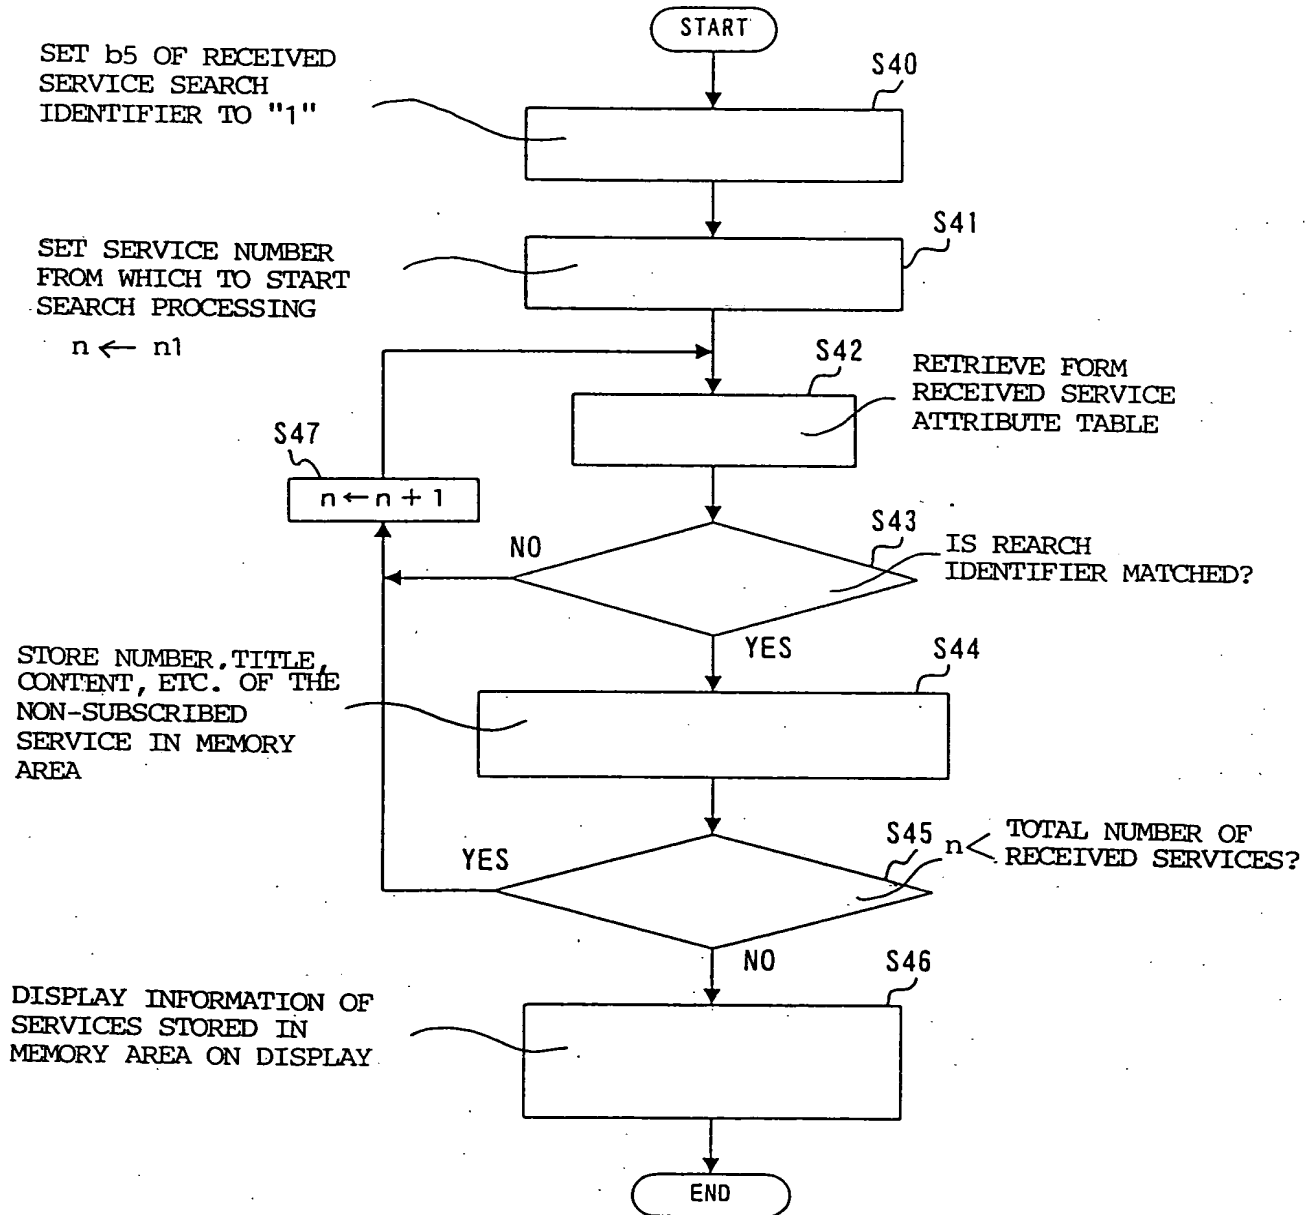 START
SET b5 OF RECEIVED
SERVICE SEARCH
IDENTIFIER TO "1"
S40
SET SERVICE NUMBER
FROM WHICH TO START
SEARCH PROCESSING
n ← n1
S41
S42
RETRIEVE FORM
RECEIVED SERVICE
ATTRIBUTE TABLE
S47
n ← n + 1
NO
S43
IS REARCH
IDENTIFIER MATCHED?
YES
STORE NUMBER, TITLE,
CONTENT, ETC. OF THE
NON-SUBSCRIBED
SERVICE IN MEMORY
AREA
S44
YES
S45
n < TOTAL NUMBER OF
RECEIVED SERVICES?
NO
S46
DISPLAY INFORMATION OF
SERVICES STORED IN
MEMORY AREA ON DISPLAY
END